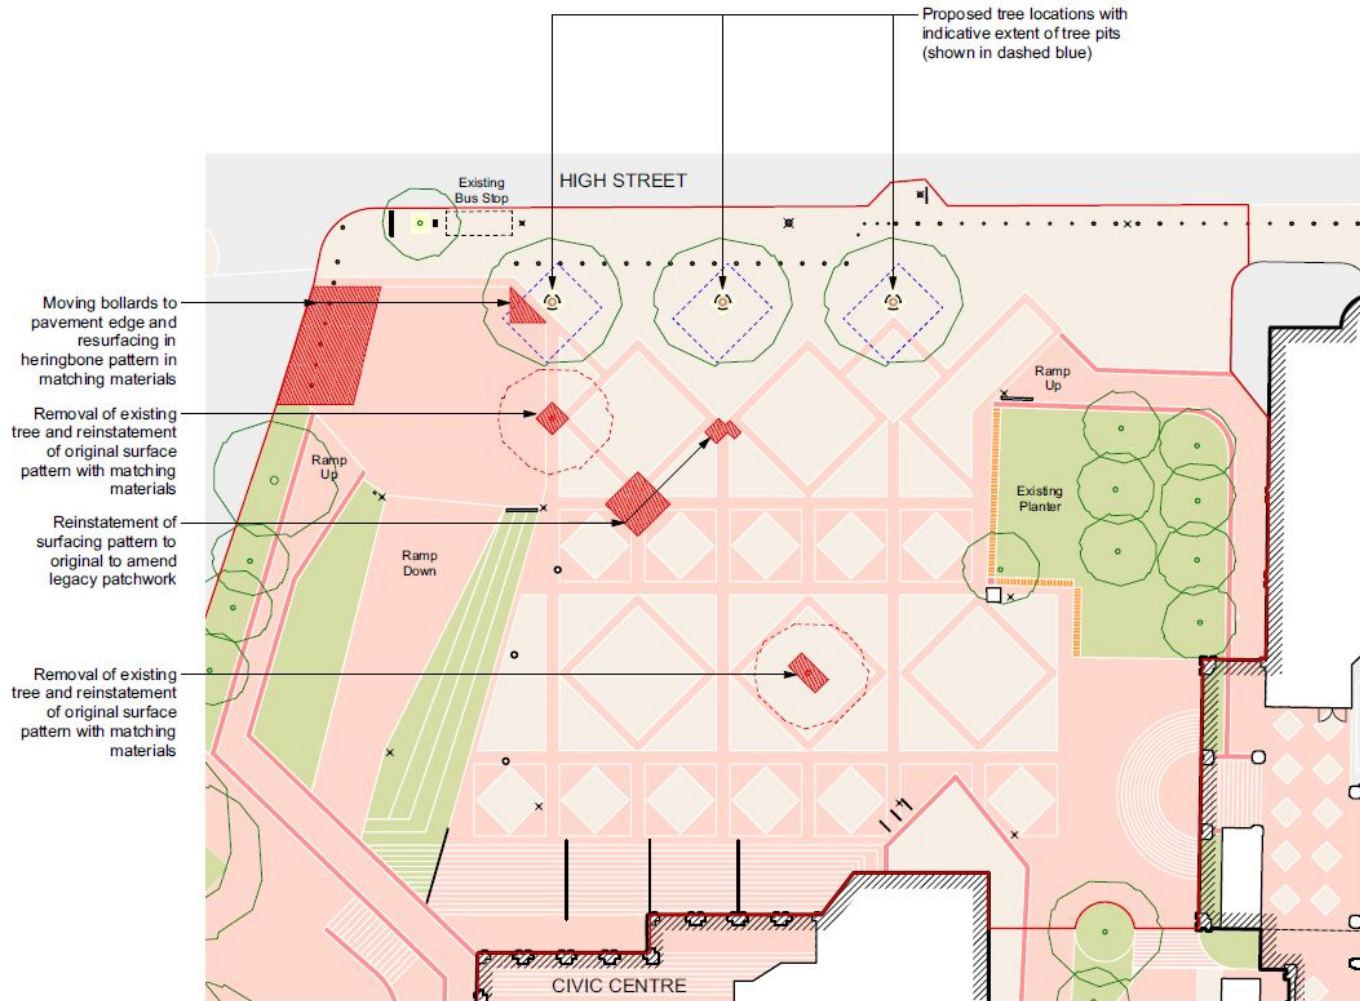 Proposed tree locations with
indicative extent of tree pits
(shown in dashed blue)
HIGH STREET
Existing
Bus Stop
Moving bollards to
pavement edge and
resurfacing in
heringbone pattern in
matching materials
Removal of existing
tree and reinstatement
of original surface
pattern with matching
materials
Reinstatement of
surfacing pattern to
original to amend
legacy patchwork
Removal of existing
tree and reinstatement
of original surface
pattern with matching
materials
Ramp
Up
Ramp
Down
Ramp
Up
Existing
Planter
CIVIC CENTRE